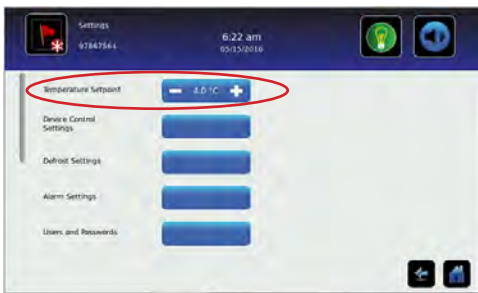 Settings
97867564
6:22 am
05/15/2016
Temperature Setpoint
— 4.0 °C +
Device Control
Settings
Defrost Settings
Alarm Settings
Users and Passwords